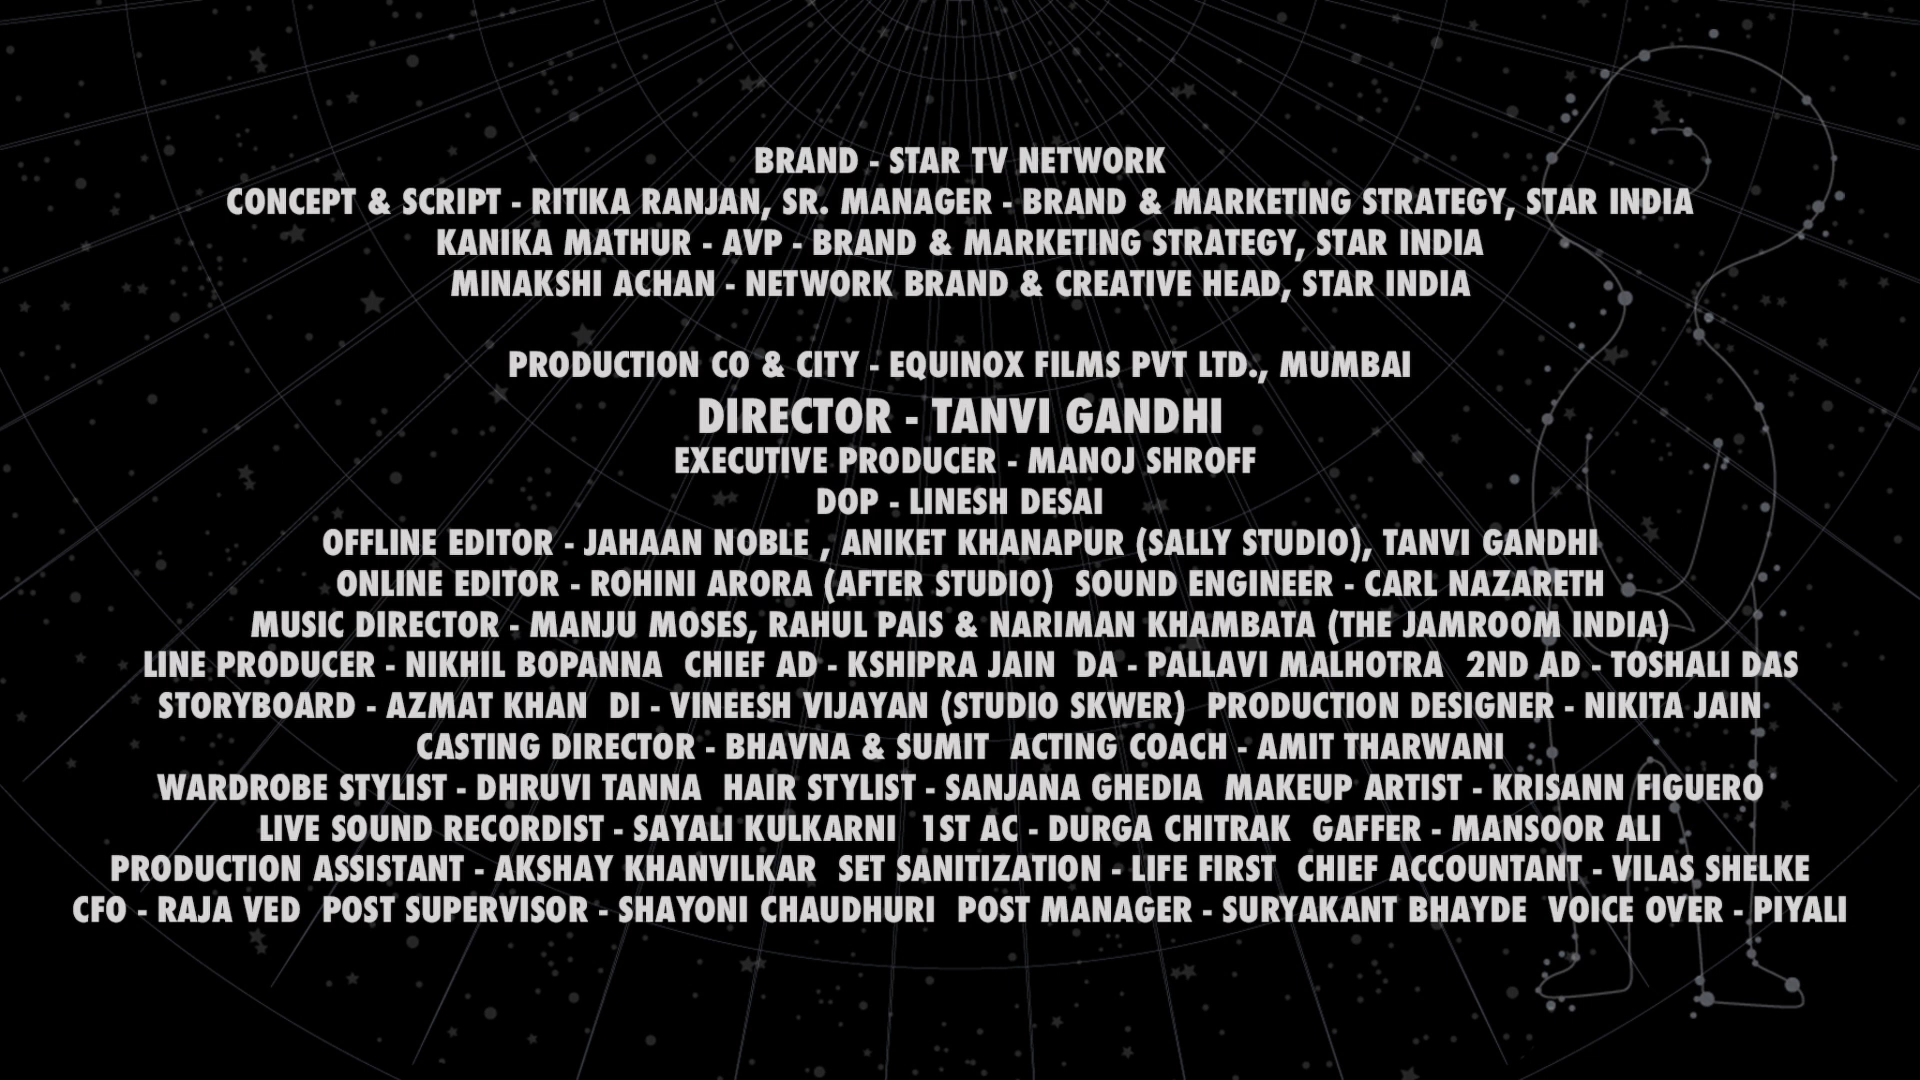 BRAND - STAR TV NETWORK
CONCEPT & SCRIPT - RITIKA RANJAN, SR. MANAGER - BRAND & MARKETING STRATEGY, STAR INDIA
KANIKA MATHUR - AVP - BRAND & MARKETING STRATEGY, STAR INDIA
MINAKSHI ACHAN - NETWORK BRAND & CREATIVE HEAD, STAR INDIA
PRODUCTION CO & CITY - EQUINOX FILMS PVT LTD., MUMBAI
DIRECTOR - TANVI GANDHI
EXECUTIVE PRODUCER - MANOJ SHROFF
DOP - LINESH DESAI
OFFLINE EDITOR - JAHAAN NOBLE , ANIKET KHANAPUR (SALLY STUDIO), TANVI GANDHI
ONLINE EDITOR - ROHINI ARORA (AFTER STUDIO)  SOUND ENGINEER - CARL NAZARETH
MUSIC DIRECTOR - MANJU MOSES, RAHUL PAIS & NARIMAN KHAMBATA (THE JAMROOM INDIA)
LINE PRODUCER - NIKHIL BOPANNA  CHIEF AD - KSHIPRA JAIN  DA - PALLAVI MALHOTRA  2ND AD - TOSHALI DAS
STORYBOARD - AZMAT KHAN  DI - VINEESH VIJAYAN (STUDIO SKWER)  PRODUCTION DESIGNER - NIKITA JAIN
CASTING DIRECTOR - BHAVNA & SUMIT  ACTING COACH - AMIT THARWANI
WARDROBE STYLIST - DHRUVI TANNA  HAIR STYLIST - SANJANA GHEDIA  MAKEUP ARTIST - KRISANN FIGUERO
LIVE SOUND RECORDIST - SAYALI KULKARNI  1ST AC - DURGA CHITRAK  GAFFER - MANSOOR ALI
PRODUCTION ASSISTANT - AKSHAY KHANVILKAR  SET SANITIZATION - LIFE FIRST  CHIEF ACCOUNTANT - VILAS SHELKE
CFO - RAJA VED  POST SUPERVISOR - SHAYONI CHAUDHURI  POST MANAGER - SURYAKANT BHAYDE  VOICE OVER - PIYALI